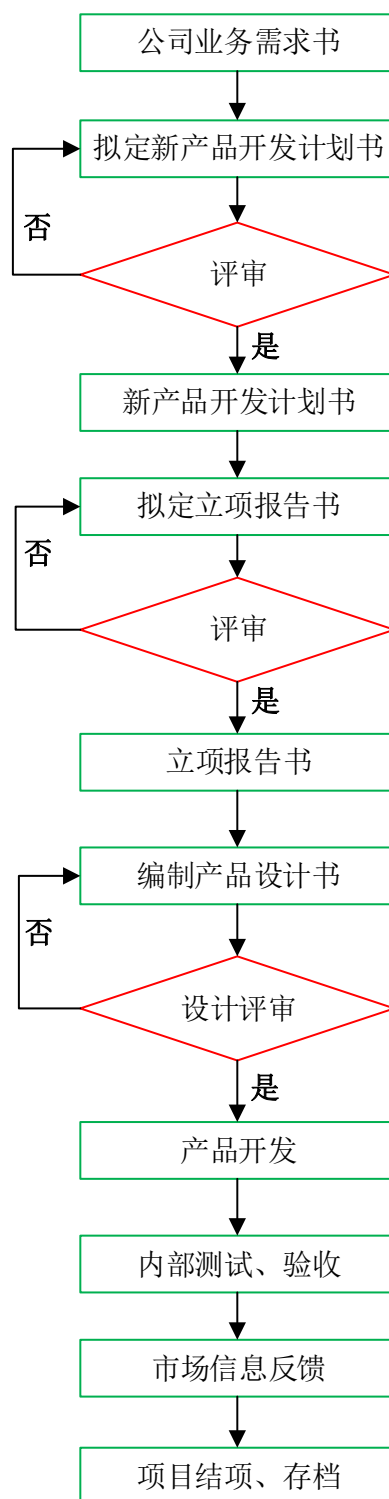 公司业务需求书
拟定新产品开发计划书
否
评审
是
新产品开发计划书
拟定立项报告书
否
评审
是
立项报告书
编制产品设计书
否
设计评审
是
产品开发
内部测试、验收
市场信息反馈
项目结项、存档